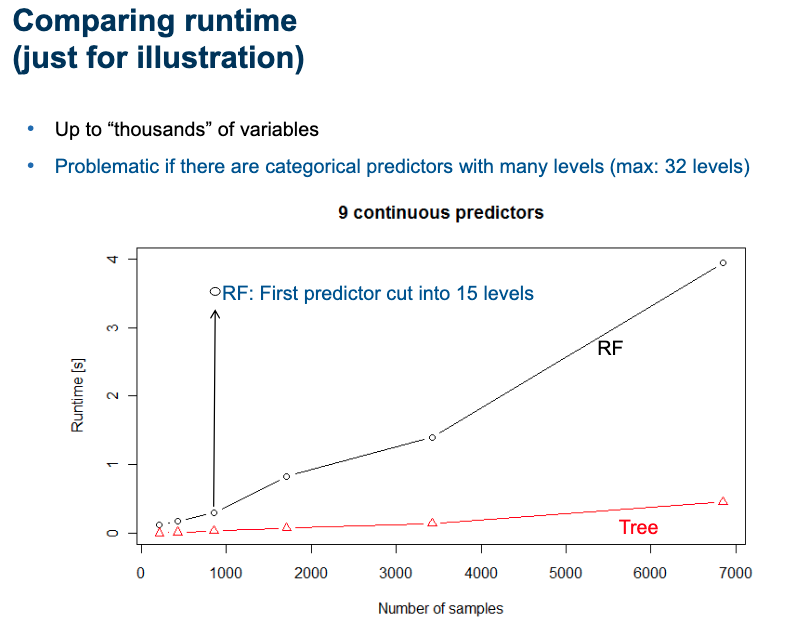 Comparing runtime
(just for illustration)
• Up to “thousands” of variables
• Problematic if there are categorical predictors with many levels (max: 32 levels)
9 continuous predictors
4
3
2
1
0
Runtime [s]
RF: First predictor cut into 15 levels
RF
Tree
0 1000 2000 3000 4000 5000 6000 7000
Number of samples